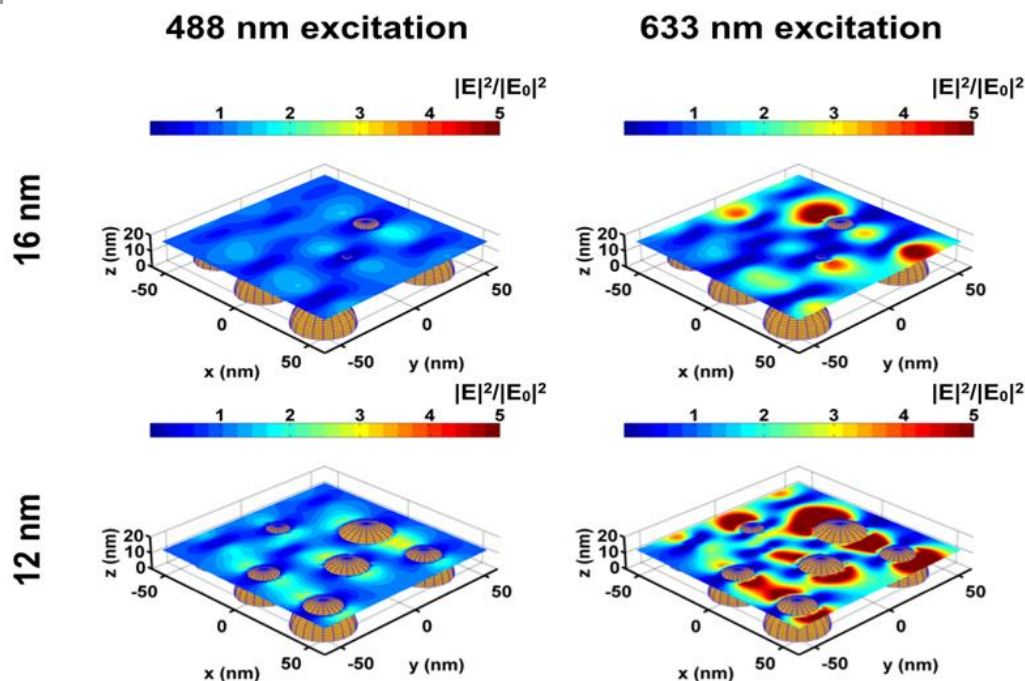 488 nm excitation
633 nm excitation
|E|²/|E₀|²
1 2 3 4 5
|E|²/|E₀|²
1 2 3 4 5
16 nm
z (nm)
20
10
0
-50
0
50
x (nm)
-50
0
50
y (nm)
z (nm)
20
10
0
-50
0
50
x (nm)
-50
0
50
y (nm)
|E|²/|E₀|²
1 2 3 4 5
|E|²/|E₀|²
1 2 3 4 5
12 nm
z (nm)
20
10
0
-50
0
50
x (nm)
-50
0
50
y (nm)
z (nm)
20
10
0
-50
0
50
x (nm)
-50
0
50
y (nm)